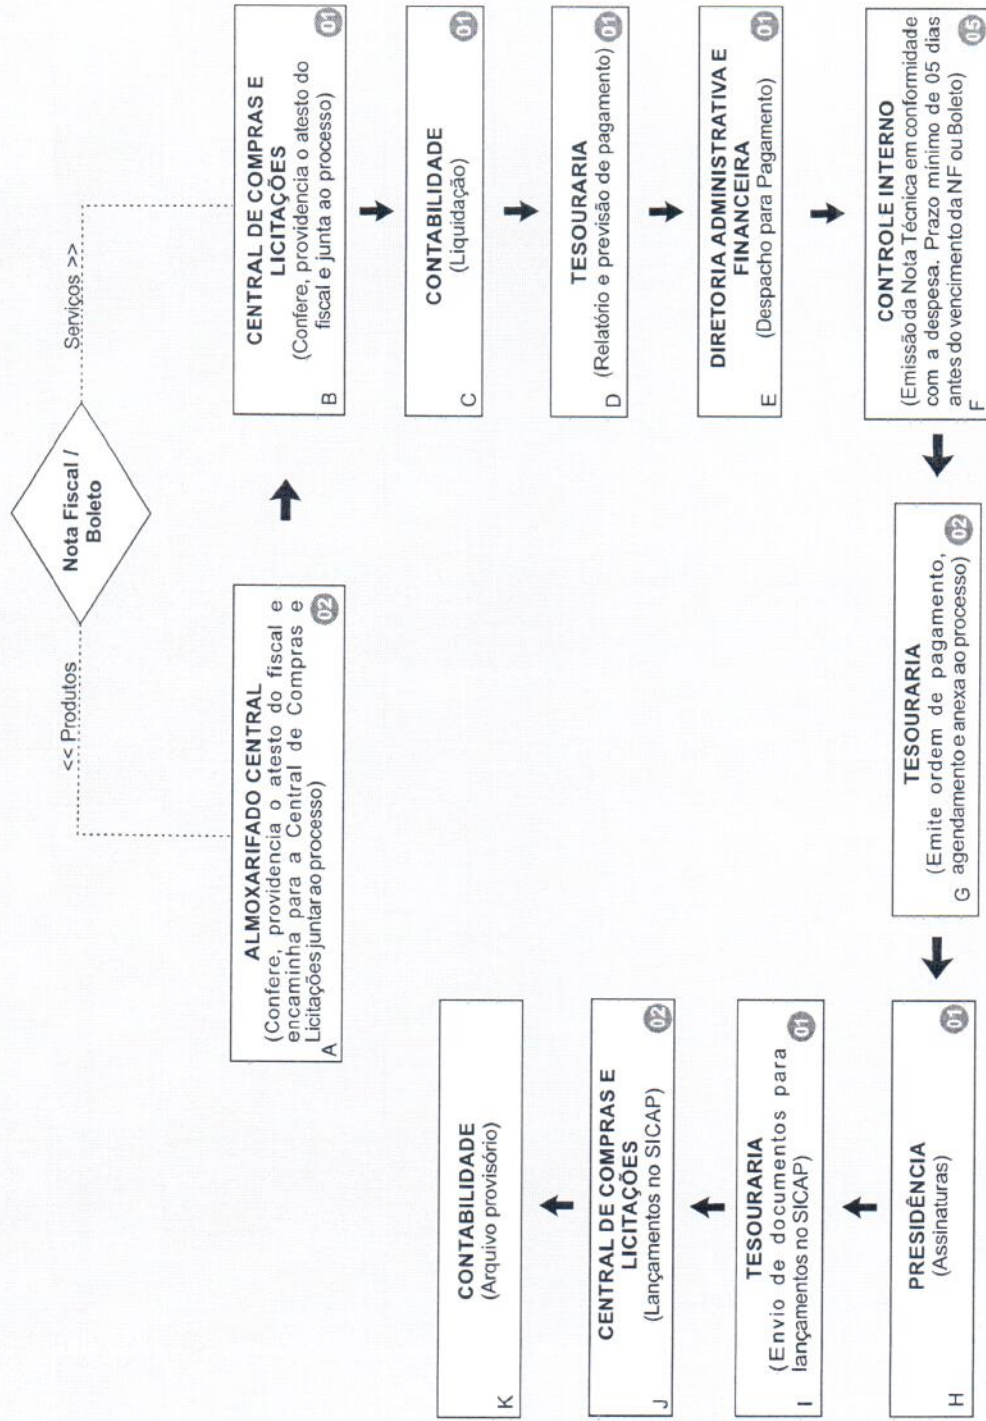 Nota Fiscal /
Boleto
<< Produtos
Serviços >>
ALMOXARIFADO CENTRAL
(Confere, providencia o atesto do fiscal e
encaminha para a Central de Compras e
Licitações juntar ao processo)
A
02
CENTRAL DE COMPRAS E
LICITAÇÕES
(Confere, providencia o atesto do
fiscal e junta ao processo)
B
01
CONTABILIDADE
(Liquidação)
C
01
TESOURARIA
(Relatório e previsão de pagamento)
D
01
DIRETORIA ADMINISTRATIVA E
FINANCEIRA
(Despacho para Pagamento)
E
01
CONTROLE INTERNO
(Emissão da Nota Técnica em conformidade
com a despesa. Prazo mínimo de 05 dias
antes do vencimento da NF ou Boleto)
F
05
TESOURARIA
(Emite ordem de pagamento,
agendamento e anexa ao processo)
G
02
PRESIDÊNCIA
(Assinaturas)
H
01
TESOURARIA
(Envio de documentos para
lançamentos no SICAP)
I
01
CENTRAL DE COMPRAS E
LICITAÇÕES
(Lançamentos no SICAP)
J
02
CONTABILIDADE
(Arquivo provisório)
K